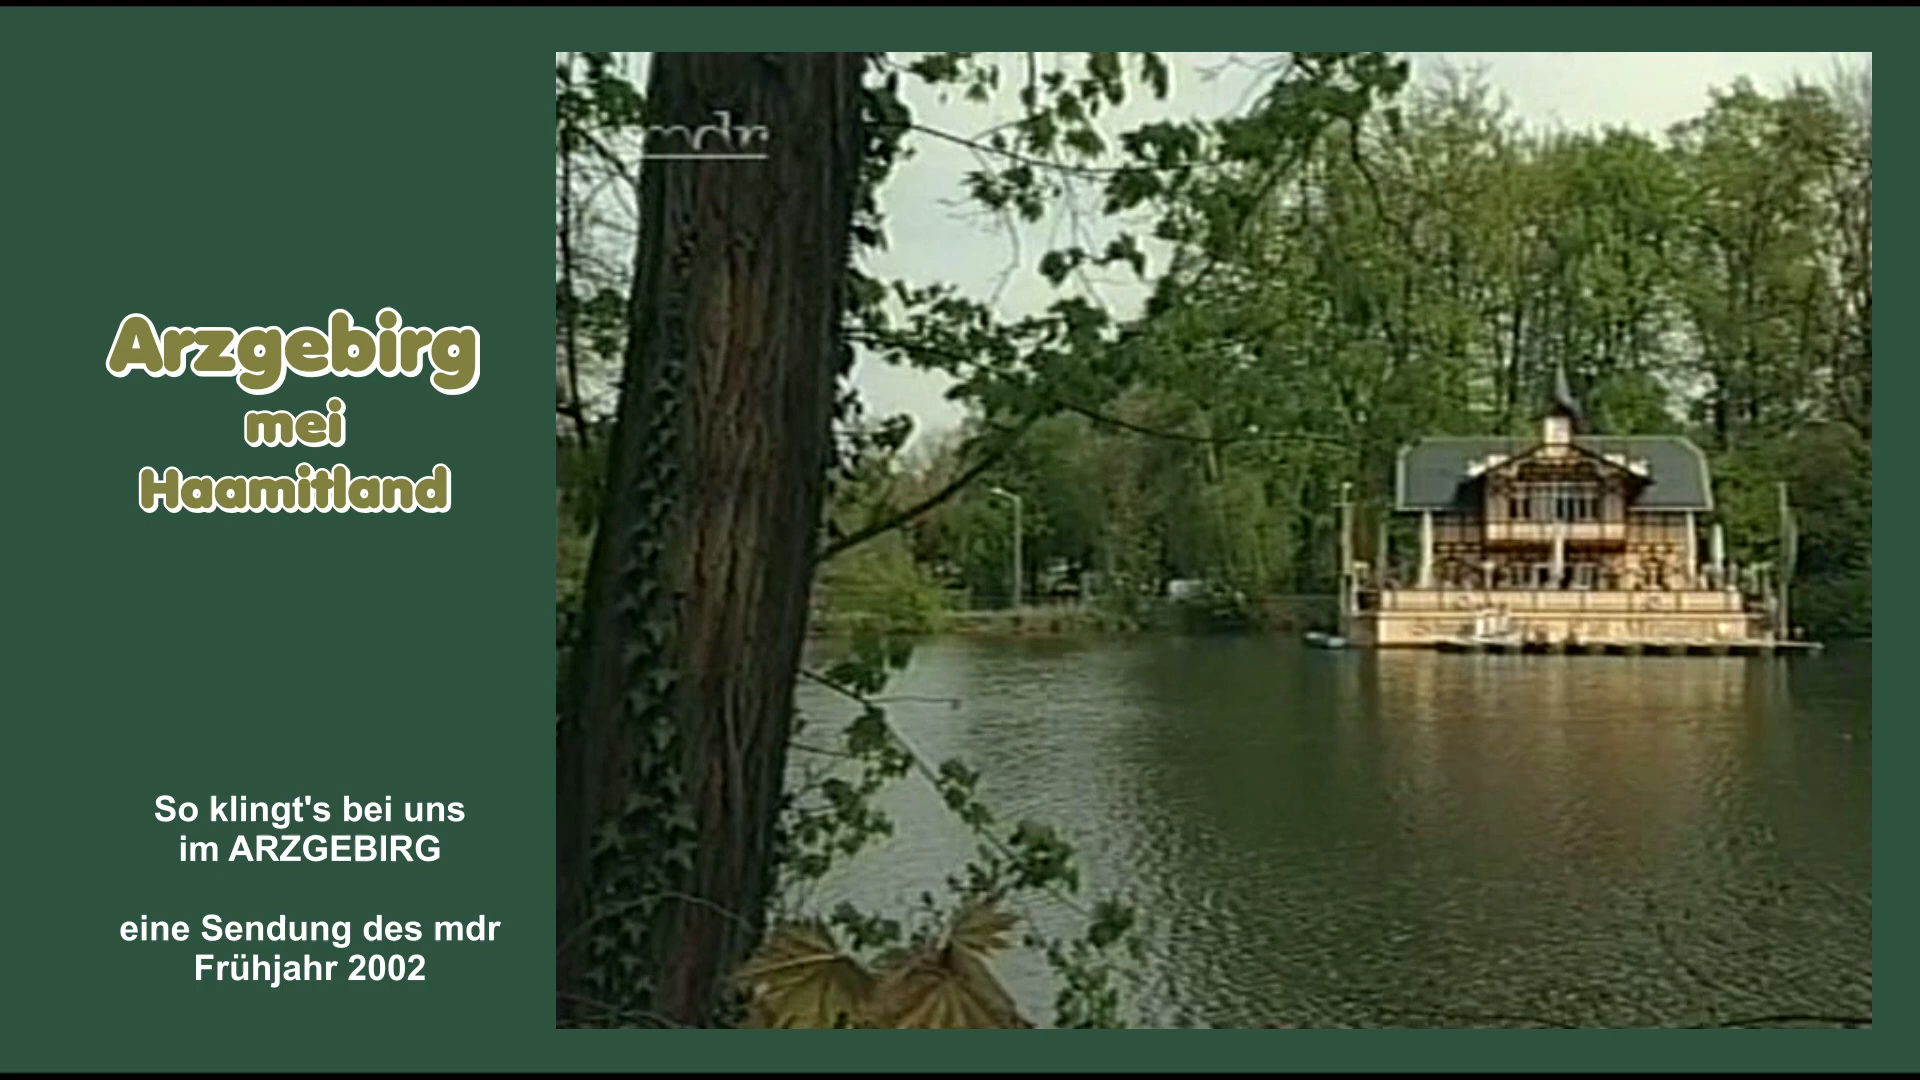 Arzgebirg
mei
Haamitland
So klingt's bei uns
im ARZGEBIRG
eine Sendung des mdr
Frühjahr 2002
mdr